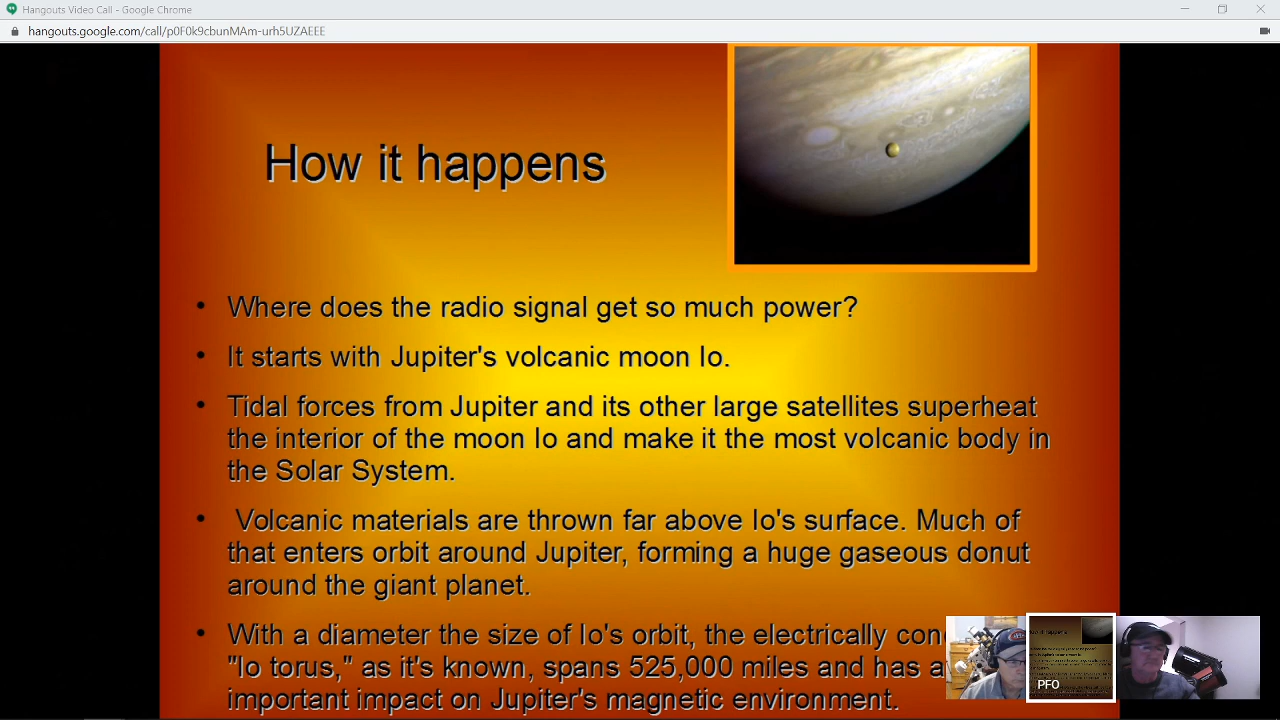 Hangouts Video Call - Google Chrome
hangouts.google.com/call/p0F0k9cbunMAm-urh5UZAEEE
How it happens
• Where does the radio signal get so much power?
• It starts with Jupiter's volcanic moon Io.
• Tidal forces from Jupiter and its other large satellites superheat
the interior of the moon Io and make it the most volcanic body in
the Solar System.
• Volcanic materials are thrown far above Io's surface. Much of
that enters orbit around Jupiter, forming a huge gaseous donut
around the giant planet.
• With a diameter the size of Io's orbit, the electrically
"Io torus," as it's known, spans 525,000 miles and has
important impact on Jupiter's magnetic environment.
PFO